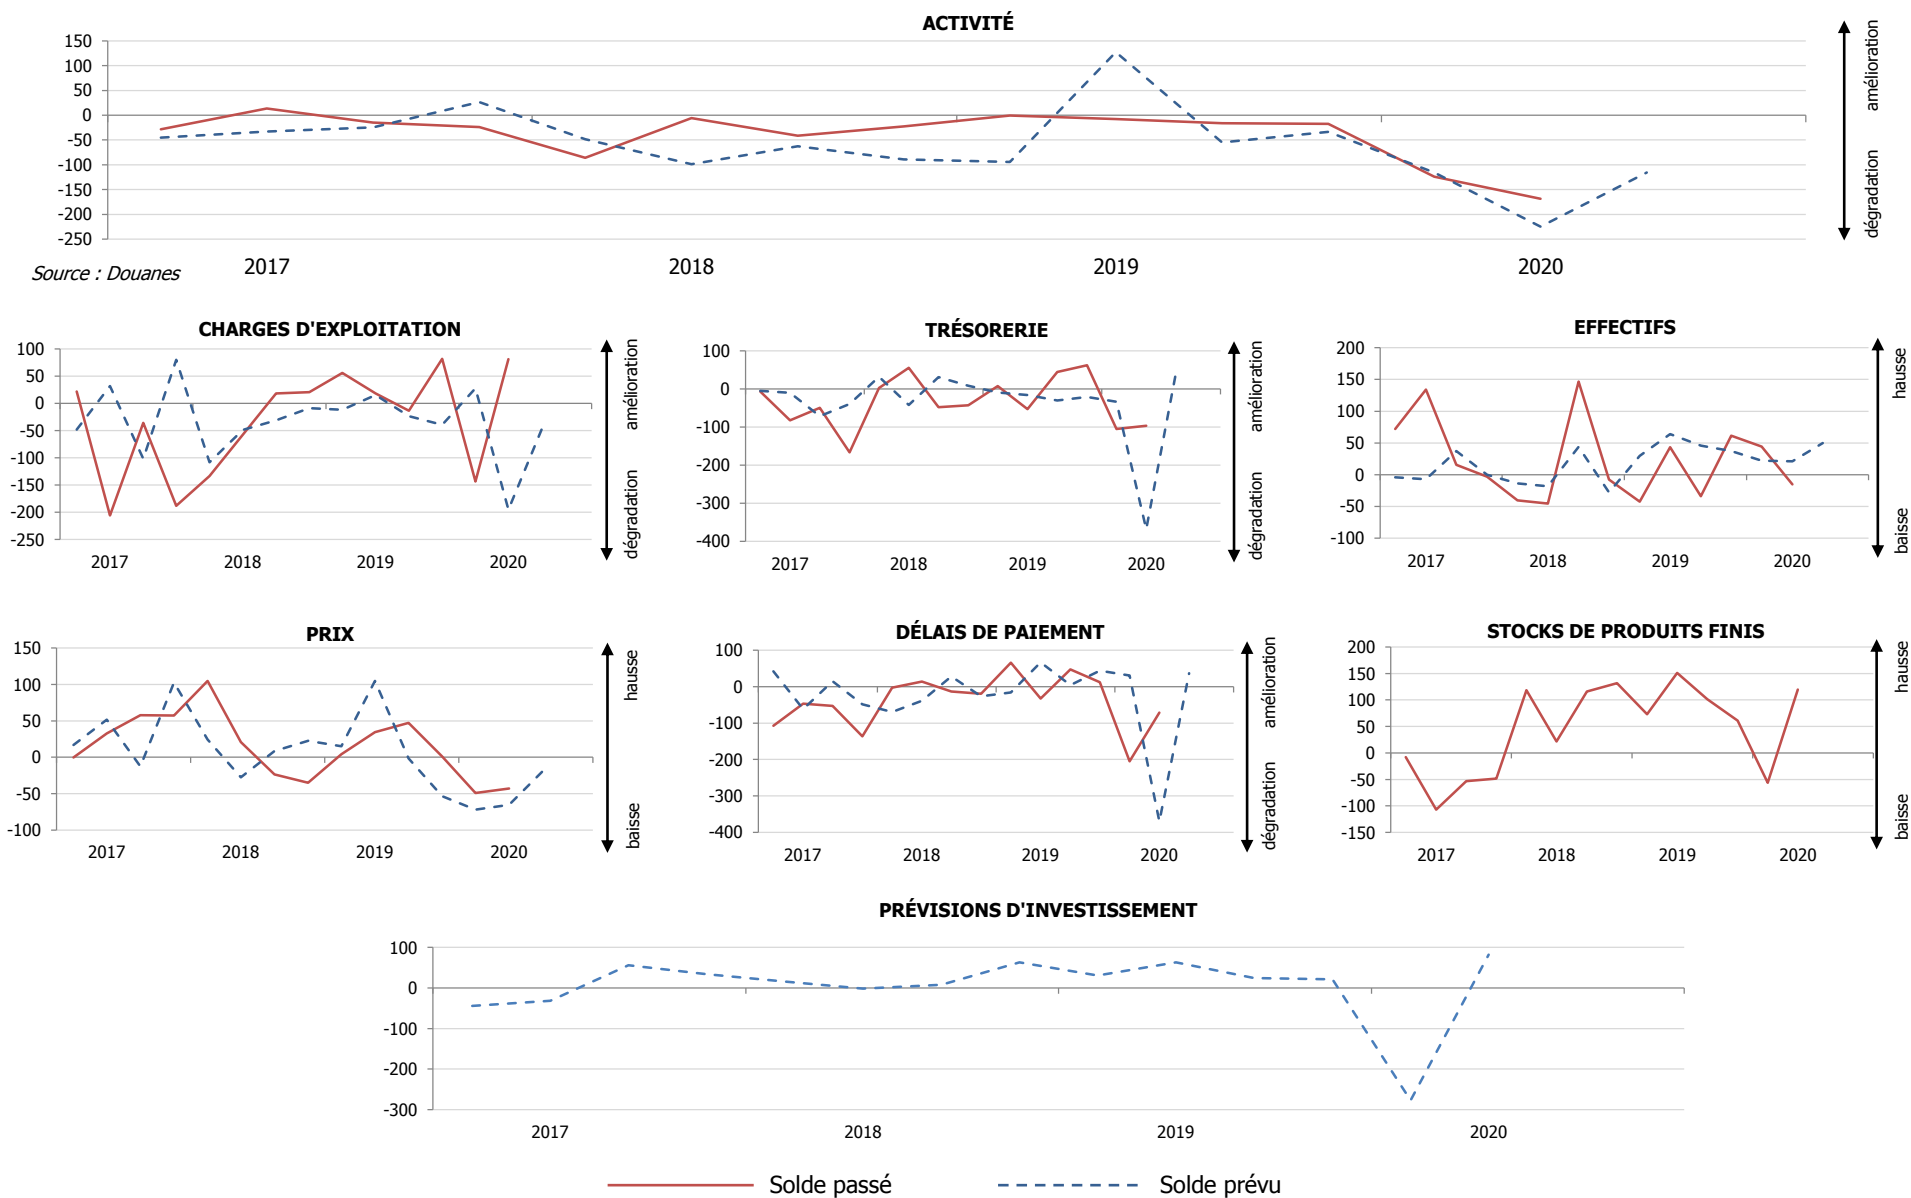 ACTIVITÉ
150
100
50
0
-50
-100
-150
-200
-250
2017 2018 2019 2020
amélioration
dégradation
Source : Douanes
CHARGES D'EXPLOITATION
100
50
0
-50
-100
-150
-200
-250
2017 2018 2019 2020
amélioration
dégradation
TRÉSORERIE
100
0
-100
-200
-300
-400
2017 2018 2019 2020
amélioration
dégradation
EFFECTIFS
200
150
100
50
0
-50
-100
2017 2018 2019 2020
hausse
baisse
PRIX
150
100
50
0
-50
-100
2017 2018 2019 2020
hausse
baisse
DÉLAIS DE PAIEMENT
100
0
-100
-200
-300
-400
2017 2018 2019 2020
amélioration
dégradation
STOCKS DE PRODUITS FINIS
200
150
100
50
0
-50
-100
-150
2017 2018 2019 2020
hausse
baisse
PRÉVISIONS D'INVESTISSEMENT
100
0
-100
-200
-300
2017 2018 2019 2020
Solde passé Solde prévu